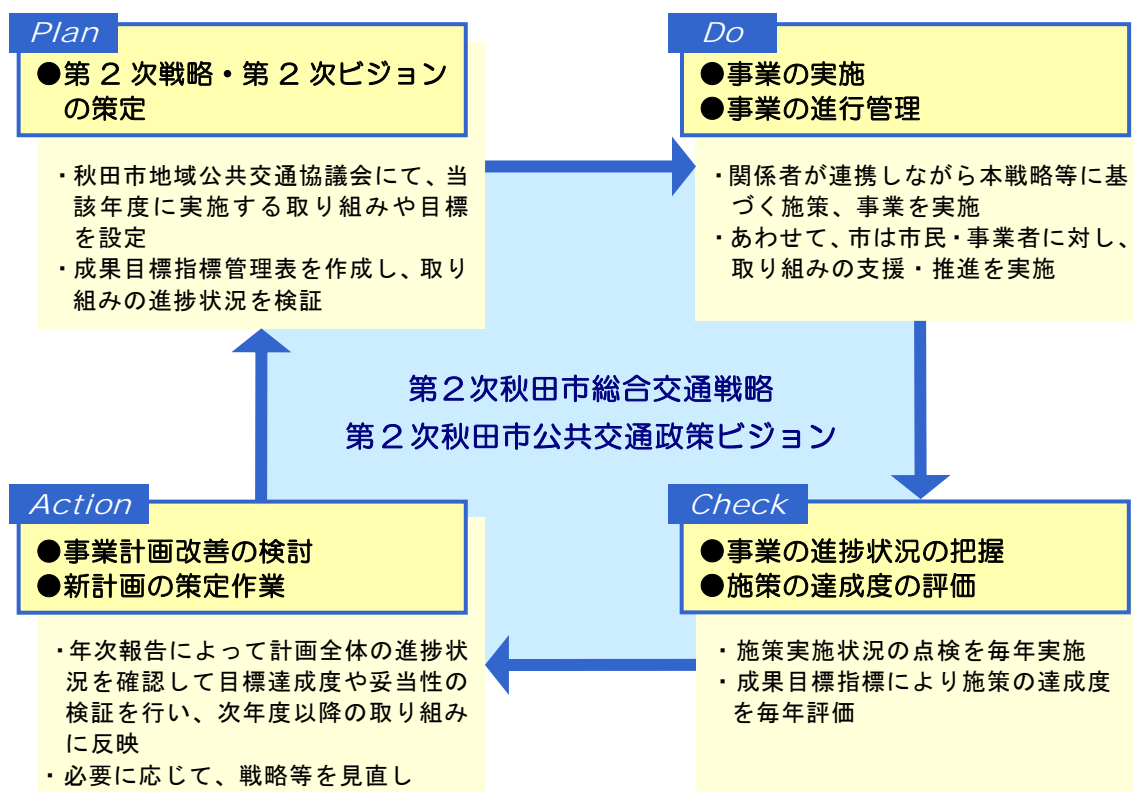 Plan
●第２次戦略・第２次ビジョン
の策定
・秋田市地域公共交通協議会にて、当
該年度に実施する取り組みや目標
を設定
・成果目標指標管理表を作成し、取り
組みの進捗状況を検証
Do
●事業の実施
●事業の進行管理
・関係者が連携しながら本戦略等に基
づく施策、事業を実施
・あわせて、市は市民・事業者に対し、
取り組みの支援・推進を実施
第２次秋田市総合交通戦略
第２次秋田市公共交通政策ビジョン
Action
●事業計画改善の検討
●新計画の策定作業
・年次報告によって計画全体の進捗状
況を確認して目標達成度や妥当性の
検証を行い、次年度以降の取り組み
に反映
・必要に応じて、戦略等を見直し
Check
●事業の進捗状況の把握
●施策の達成度の評価
・施策実施状況の点検を毎年実施
・成果目標指標により施策の達成度
を毎年評価